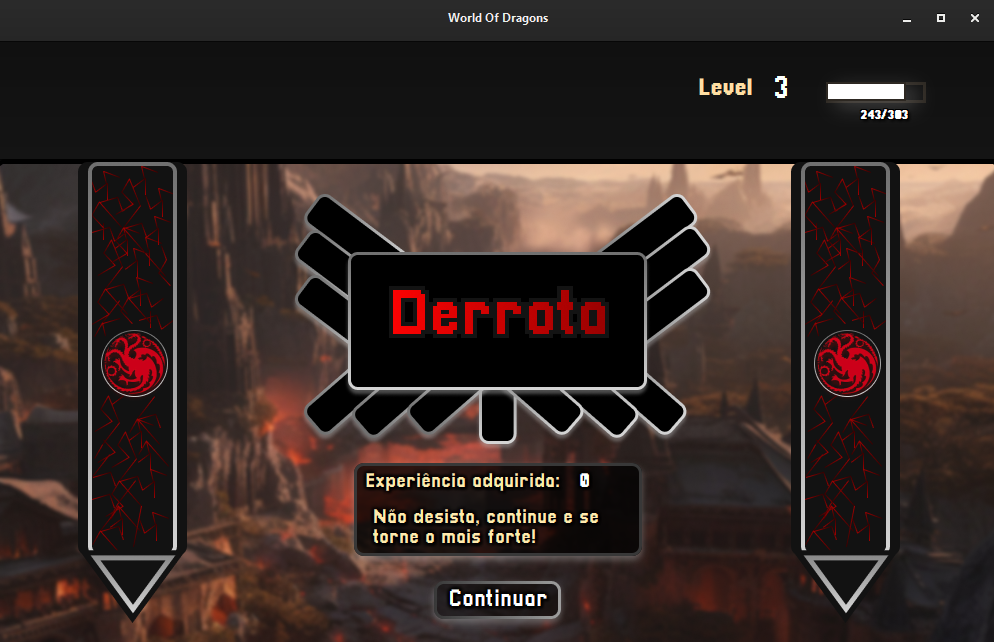 World Of Dragons
Level 3
243/303
Derrota
Experiência adquirida: 0
Não desista, continue e se
torne o mais forte!
Continuar